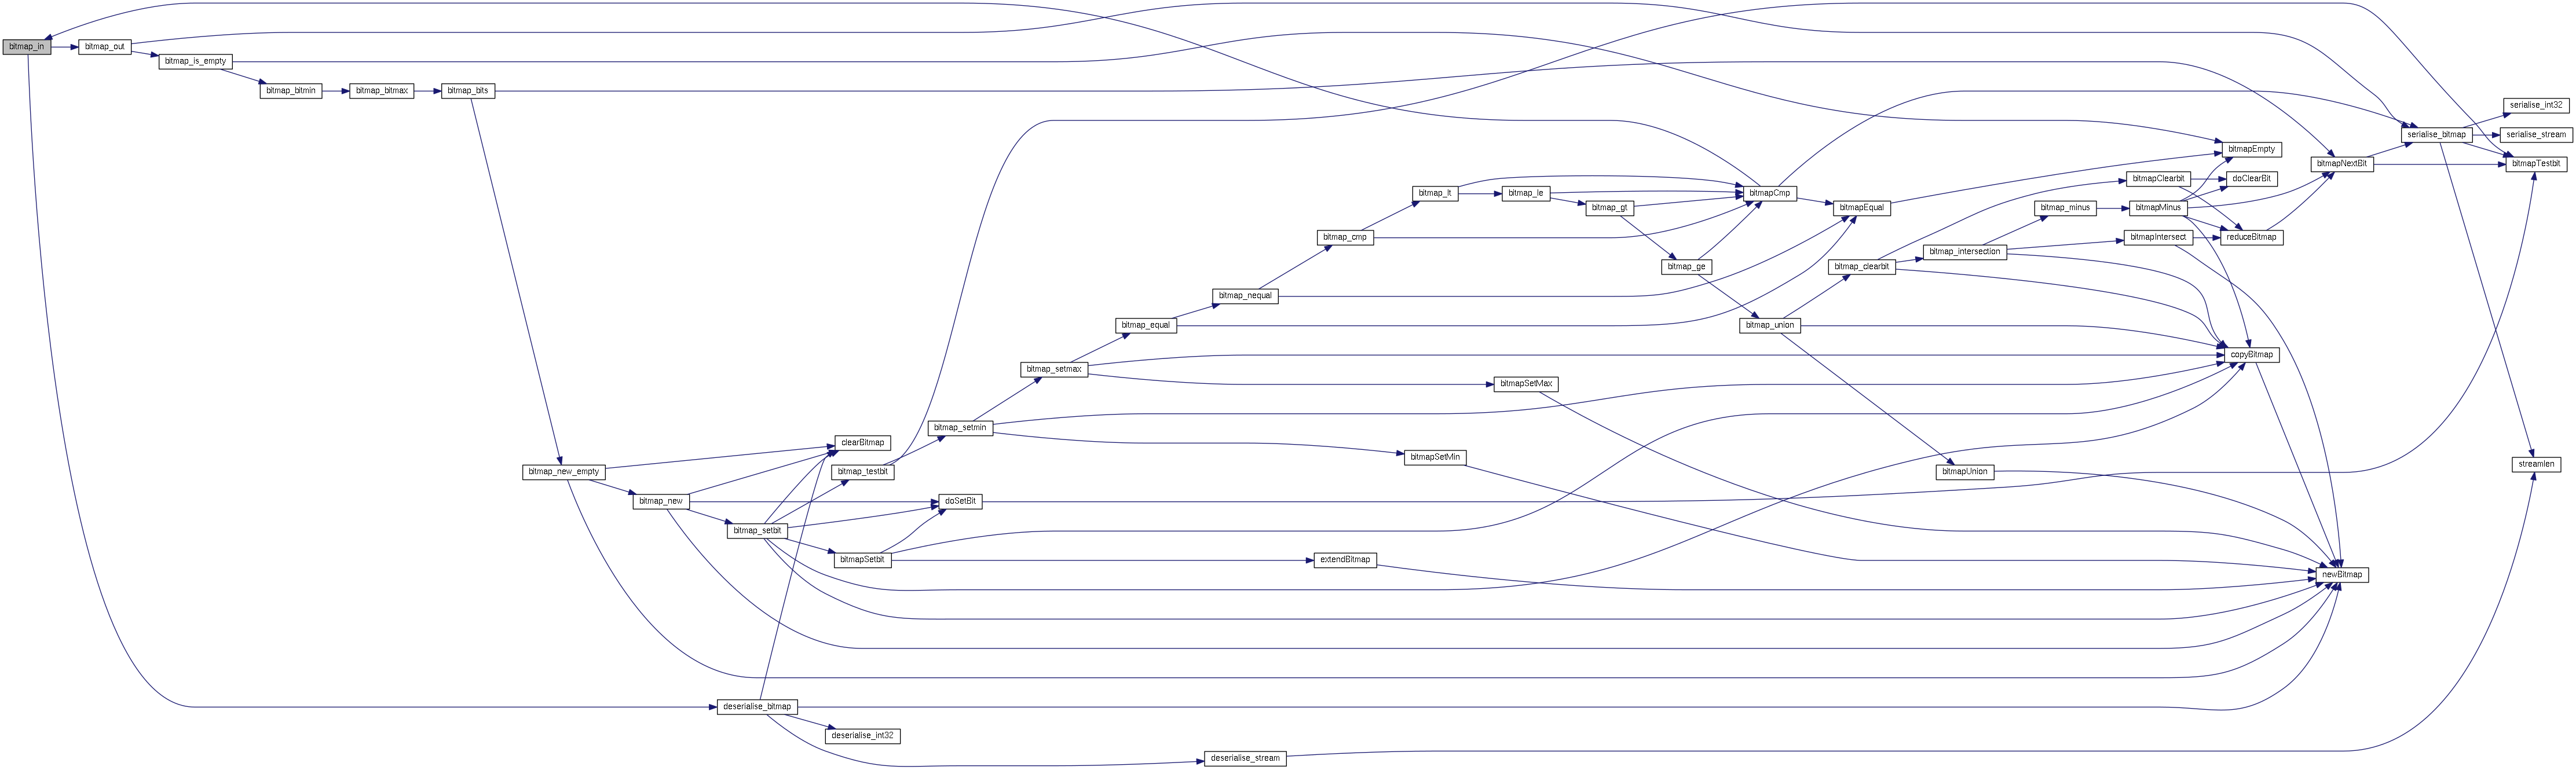 bitmap_in
bitmap_out
bitmap_is_empty
bitmap_bitmin
bitmap_bitmax
bitmap_bits
serialise_int32
serialise_bitmap
serialise_stream
bitmapEmpty
bitmapNextBit
bitmapTestbit
bitmapClearbit
doClearBit
bitmap_lt
bitmap_le
bitmapCmp
bitmap_gt
bitmapEqual
bitmap_minus
bitmapMinus
bitmap_cmp
bitmapIntersect
reduceBitmap
bitmap_intersection
bitmap_ge
bitmap_clearbit
bitmap_nequal
bitmap_equal
bitmap_union
copyBitmap
bitmap_setmax
bitmapSetMax
bitmap_setmin
clearBitmap
bitmapSetMin
streamlen
bitmap_new_empty
bitmap_testbit
bitmapUnion
bitmap_new
doSetBit
bitmap_setbit
bitmapSetbit
extendBitmap
newBitmap
deserialise_bitmap
deserialise_int32
deserialise_stream